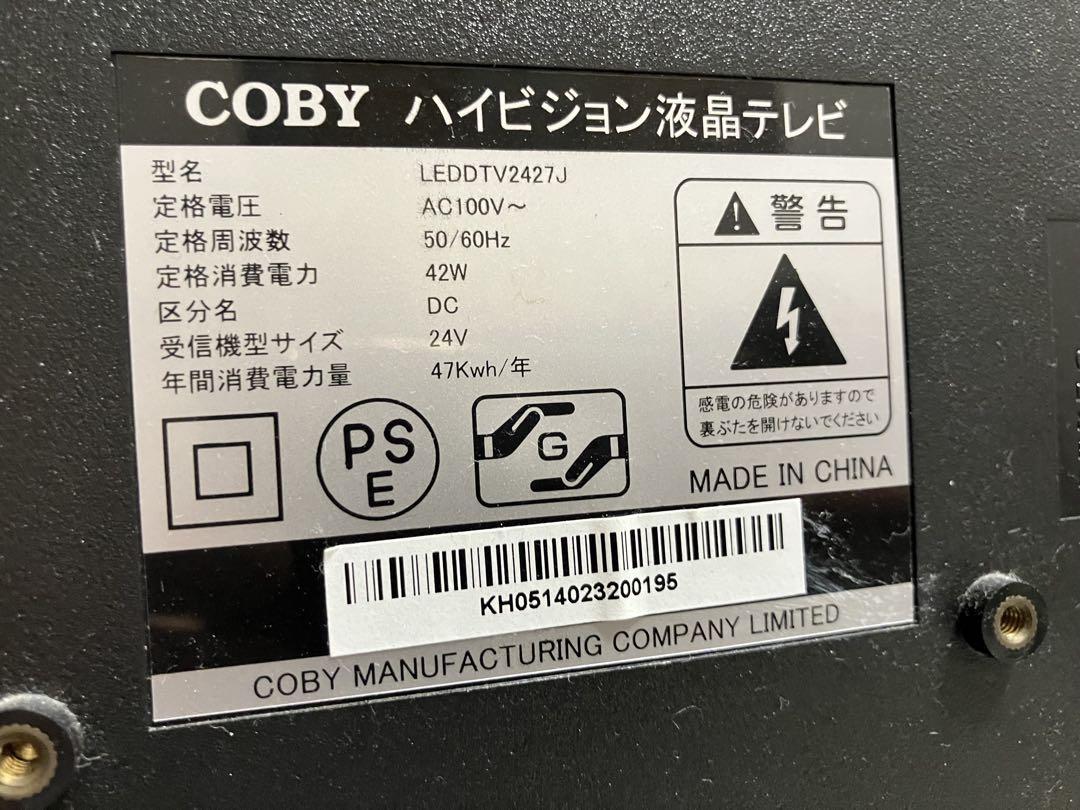 COBY ハイビジョン液晶テレビ
型名 LEDDTV2427J
定格電圧 AC100V～
定格周波数 50/60Hz
定格消費電力 42W
区分名 DC
受信機型サイズ 24V
年間消費電力量 47Kwh/年
警告
感電の危険がありますので
裏ぶたを開けないでください
PS
E
G
MADE IN CHINA
KH0514023200195
COBY MANUFACTURING COMPANY LIMITED